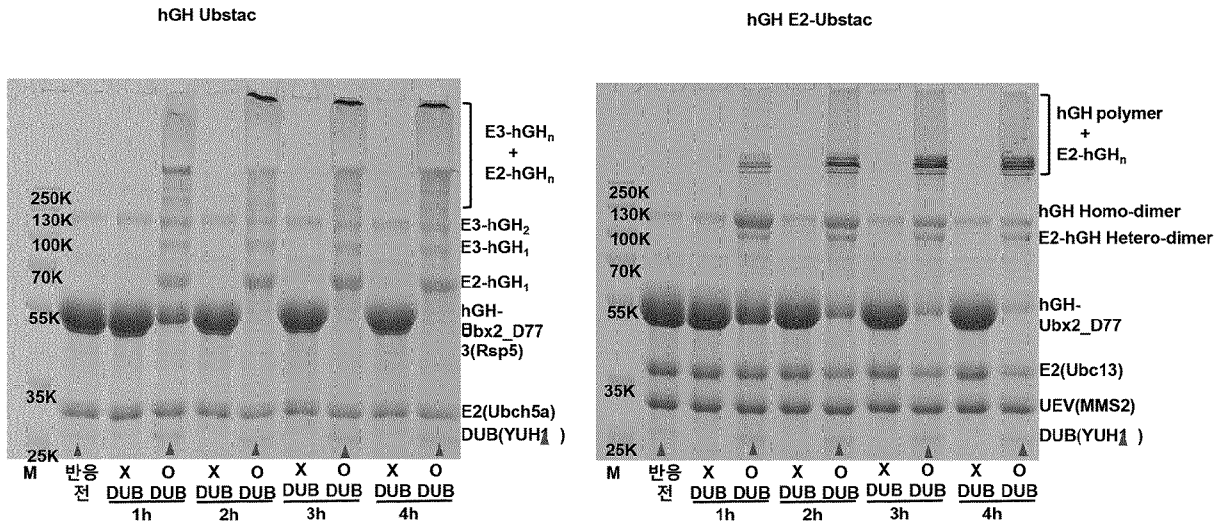 hGH Ubstac
250K
130K
100K
70K
55K
35K
25K
E3-hGHₙ
+
E2-hGHₙ
E3-hGH₂
E3-hGH₁
E2-hGH₁
hGH-
Ubx2_D77
3(Rsp5)
E2(Ubch5a)
DUB(YUH1 )
M 반응 X O X O X O X O
전 DUB DUB DUB DUB DUB DUB DUB DUB
1h 2h 3h 4h
hGH E2-Ubstac
250K
130K
100K
70K
55K
35K
25K
hGH polymer
+
E2-hGHₙ
hGH Homo-dimer
E2-hGH Hetero-dimer
hGH-
Ubx2_D77
E2(Ubc13)
UEV(MMS2)
DUB(YUH1 )
M 반응 X O X O X O X O
전 DUB DUB DUB DUB DUB DUB DUB DUB
1h 2h 3h 4h